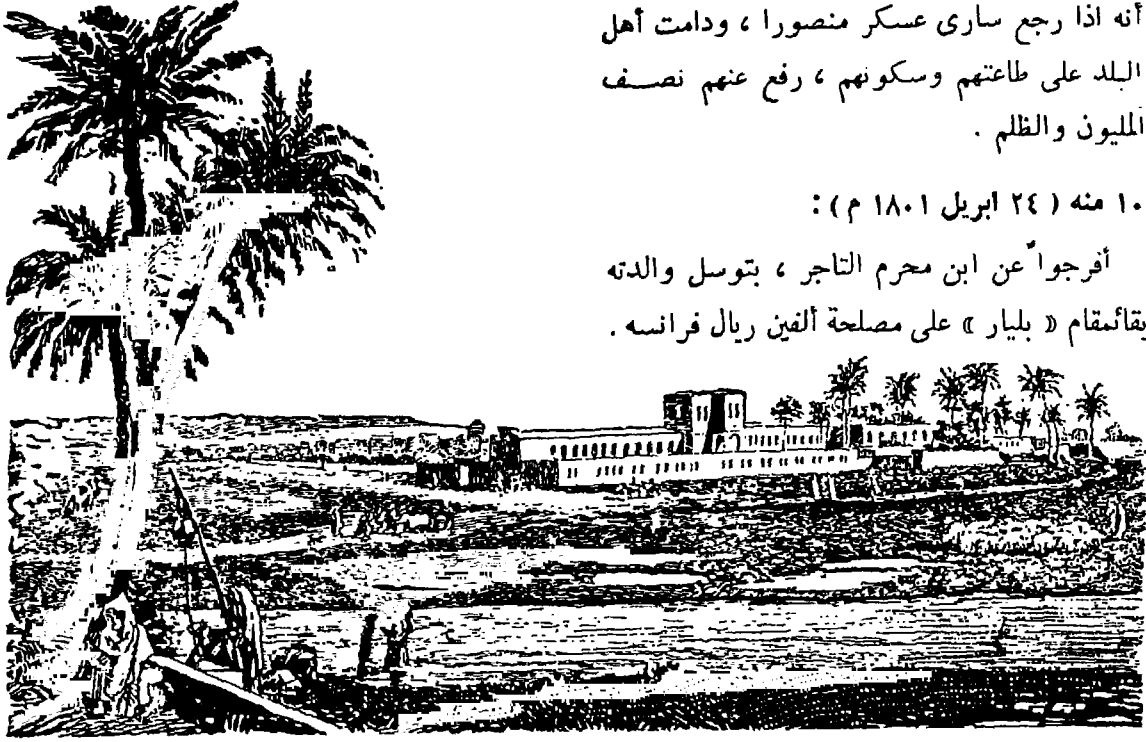 أنه اذا رجع سارى عسكر منصورا ، ودامت أهل
البلد على طاعتهم وسكونهم ، رفع عنهم نصف
المليون والظلم .
١٠ منه ( ٢٤ ابريل ١٨٠١ م ) :
أفرجوا عن ابن محرم التاجر ، بتوسل والدته
بقائمقام « بليار » على مصلحة ألفين ريال فرانسه .